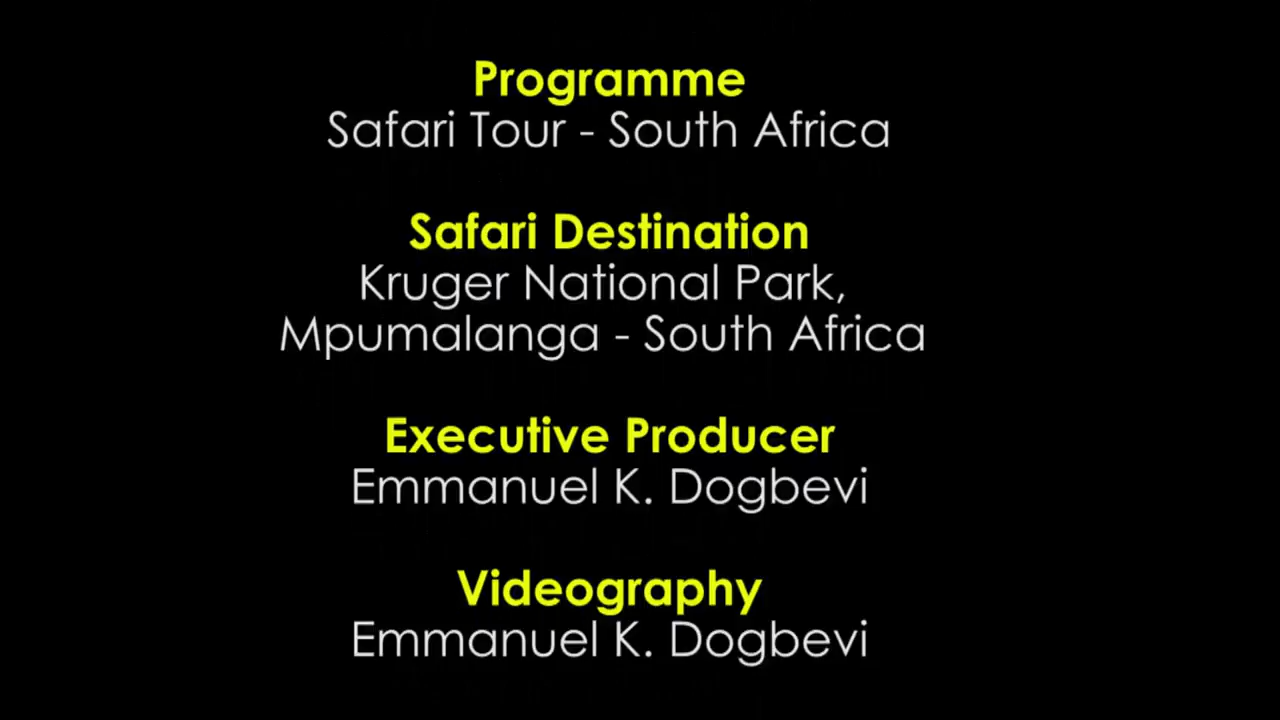 Programme
Safari Tour - South Africa
Safari Destination
Kruger National Park,
Mpumalanga - South Africa
Executive Producer
Emmanuel K. Dogbevi
Videography
Emmanuel K. Dogbevi